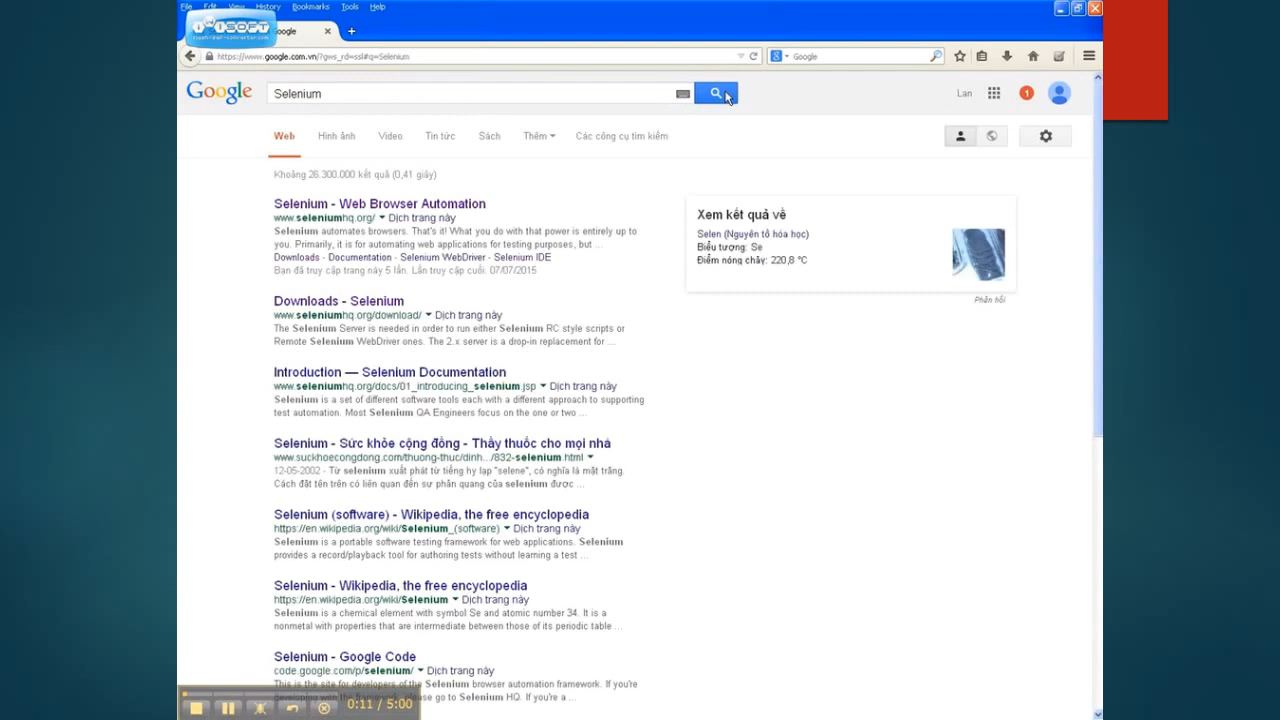 File Edit View History Bookmarks Tools Help
ogle
https://www.google.com.vn/?gws_rd=ssl#q=Selenium
Google
Google
Selenium
Lan
1
Web Hình ảnh Video Tin tức Sách Thêm Các công cụ tìm kiếm
Khoảng 26.300.000 kết quả (0,41 giây)
Selenium - Web Browser Automation
www.seleniumhq.org/ Dịch trang này
Selenium automates browsers. That's it! What you do with that power is entirely up to
you. Primarily, it is for automating web applications for testing purposes, but ...
Downloads - Documentation - Selenium WebDriver - Selenium IDE
Bạn đã truy cập trang này 5 lần. Lần truy cập cuối: 07/07/2015
Xem kết quả về
Selen (Nguyên tố hóa học)
Biểu tượng: Se
Điểm nóng chảy: 220,8 °C
Phản hồi
Downloads - Selenium
www.seleniumhq.org/download/ Dịch trang này
The Selenium Server is needed in order to run either Selenium RC style scripts or
Remote Selenium WebDriver ones. The 2.x server is a drop-in replacement for ...
Introduction — Selenium Documentation
www.seleniumhq.org/docs/01_introducing_selenium.jsp Dịch trang này
Selenium is a set of different software tools each with a different approach to supporting
test automation. Most Selenium QA Engineers focus on the one or two ...
Selenium - Sức khỏe cộng đồng - Thầy thuốc cho mọi nhà
www.suckhoecongdong.com/thuong-thuc/dinh.../832-selenium.html
12-05-2002 - Từ selenium xuất phát từ tiếng hy lạp "selene", có nghĩa là mặt trăng.
Cách đặt tên trên có liên quan đến sự phản quang của selenium được ...
Selenium (software) - Wikipedia, the free encyclopedia
https://en.wikipedia.org/wiki/Selenium_(software) Dịch trang này
Selenium is a portable software testing framework for web applications. Selenium
provides a record/playback tool for authoring tests without learning a test ...
Selenium - Wikipedia, the free encyclopedia
https://en.wikipedia.org/wiki/Selenium Dịch trang này
Selenium is a chemical element with symbol Se and atomic number 34. It is a
nonmetal with properties that are intermediate between those of its periodic table ...
Selenium - Google Code
code.google.com/p/selenium/ Dịch trang này
This is the site for developers of the Selenium browser automation framework. If you're
developing with the framework, please go to Selenium HQ. If you're a ...
0:11 / 5:00